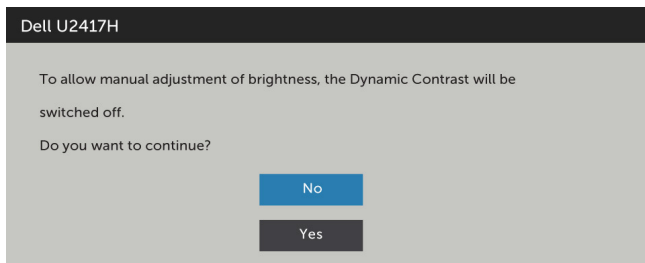 Dell U2417H
To allow manual adjustment of brightness, the Dynamic Contrast will be
switched off.
Do you want to continue?
No
Yes